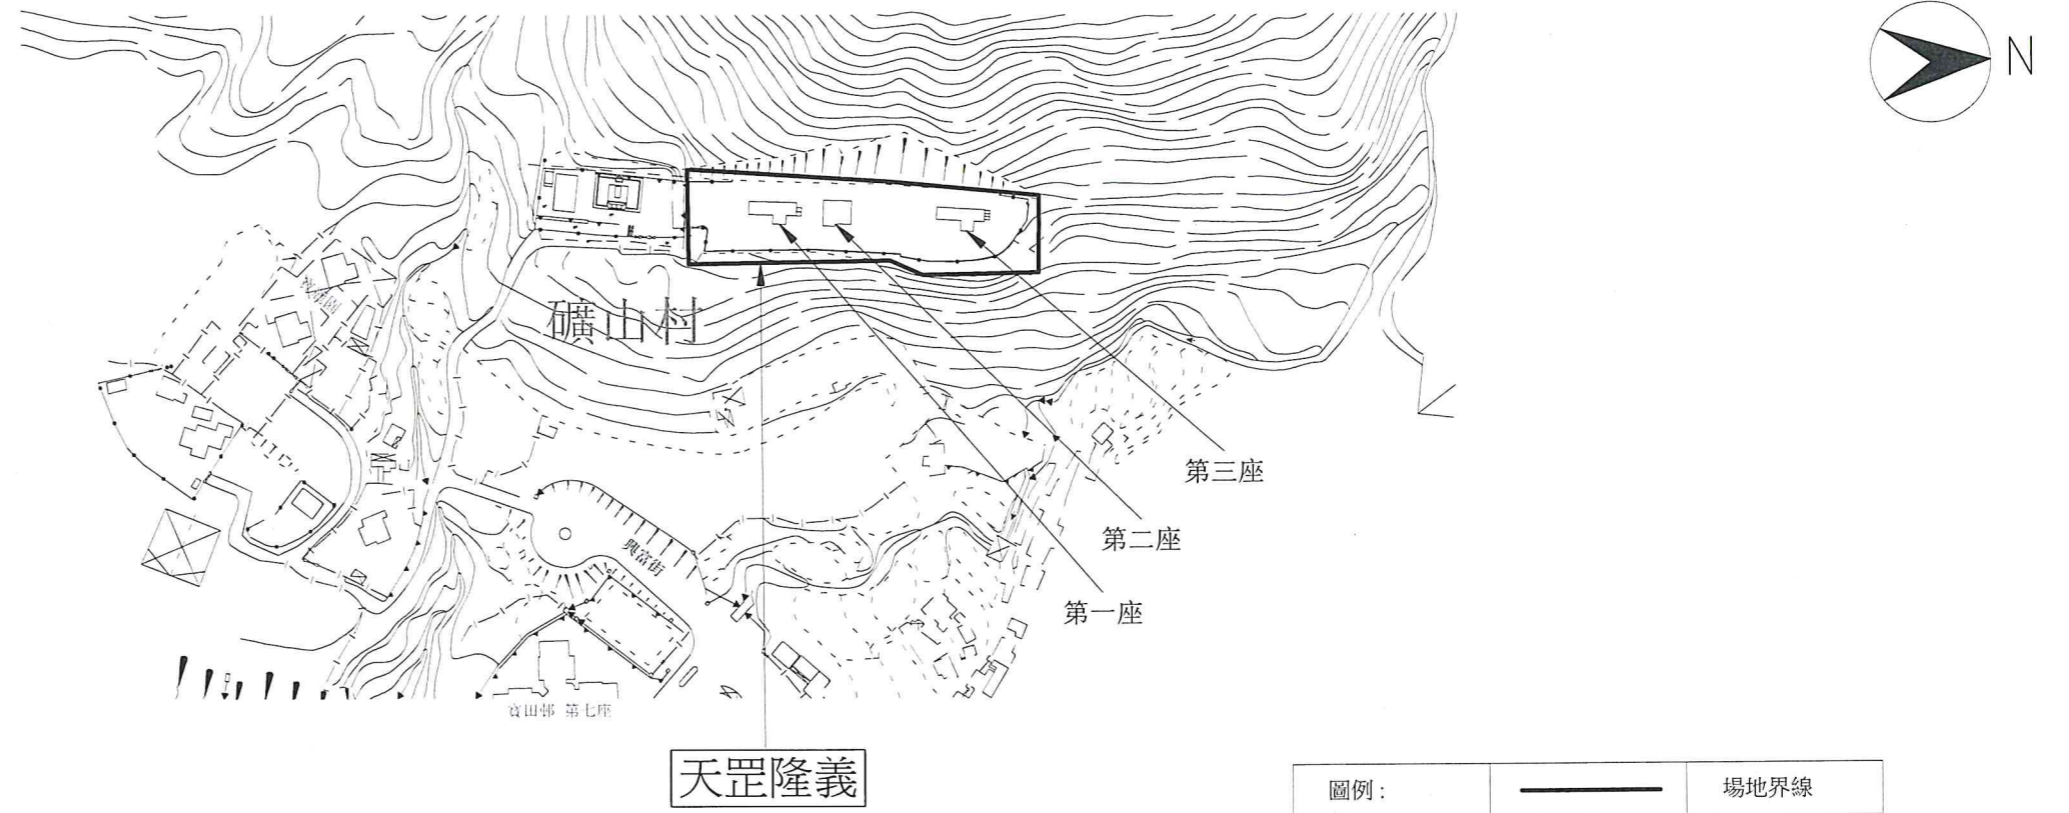 N
礦山村
第三座
第二座
興富街
第一座
寶田邨 第七座
天罡隆義
圖例：
場地界線